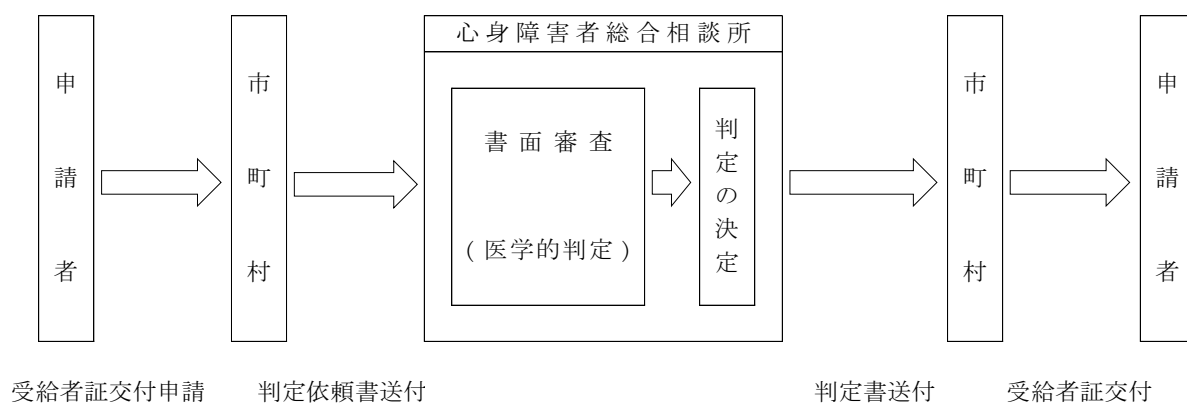 申請者
市町村
心身障害者総合相談所
書面審査
(医学的判定)
判定の決定
市町村
申請者
受給者証交付申請
判定依頼書送付
判定書送付
受給者証交付